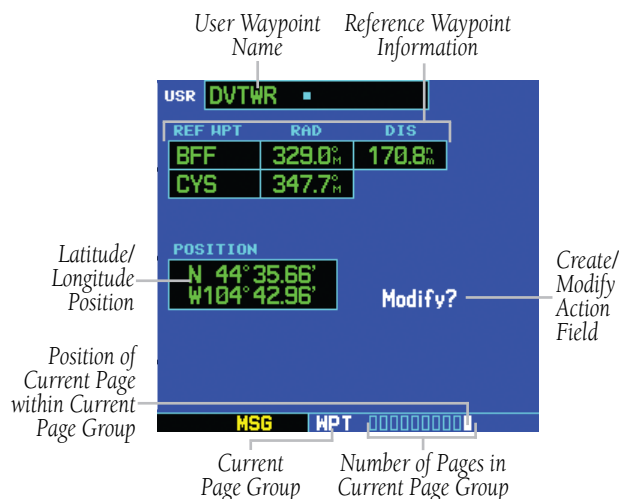 User Waypoint
Name
Reference Waypoint
Information
USR DVTWR
REF WPT RAD DIS
BFF 329.0°M 170.8nm
CYS 347.7°M
Latitude/
Longitude
Position
POSITION
N 44°35.66'
W104°42.96'
Modify?
Create/
Modify
Action
Field
Position of
Current Page
within Current
Page Group
MSG WPT
Current
Page Group
Number of Pages in
Current Page Group